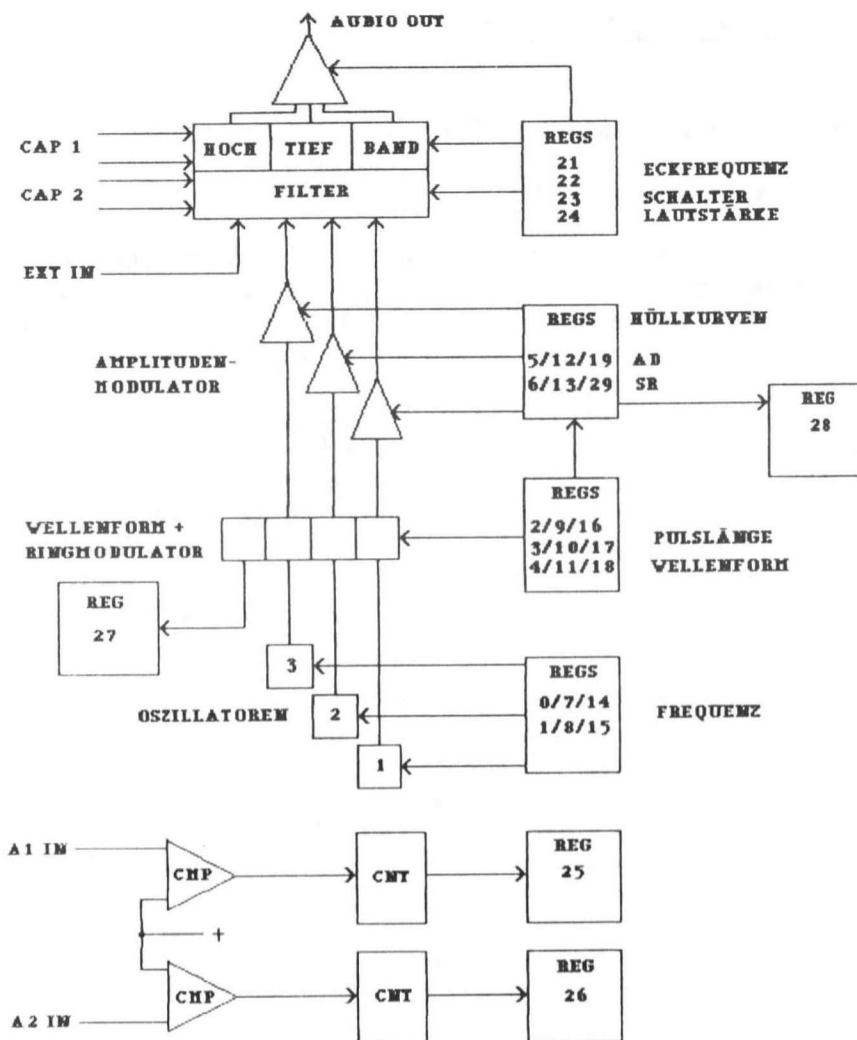 AUDIO OUT
CAP 1
HOCH TIEF BAND
CAP 2
FILTER
REGS
21
22
23
24
ECKFREQUENZ
SCHALTER
LAUTSTÄRKE
EXT IN
AMPLITUDEN-
MODULATOR
REGS
5/12/19
6/13/29
HÜLLKURVEN
AD
SR
REG
28
WELLENFORM +
RINGMODULATOR
REGS
2/9/16
3/10/17
4/11/18
PULSLÄNGE
WELLENFORM
REG
27
OSZILLATOREN
3
2
1
REGS
0/7/14
1/8/15
FREQUENZ
A1 IN
CMP
CNT
REG
25
+
A2 IN
CMP
CNT
REG
26